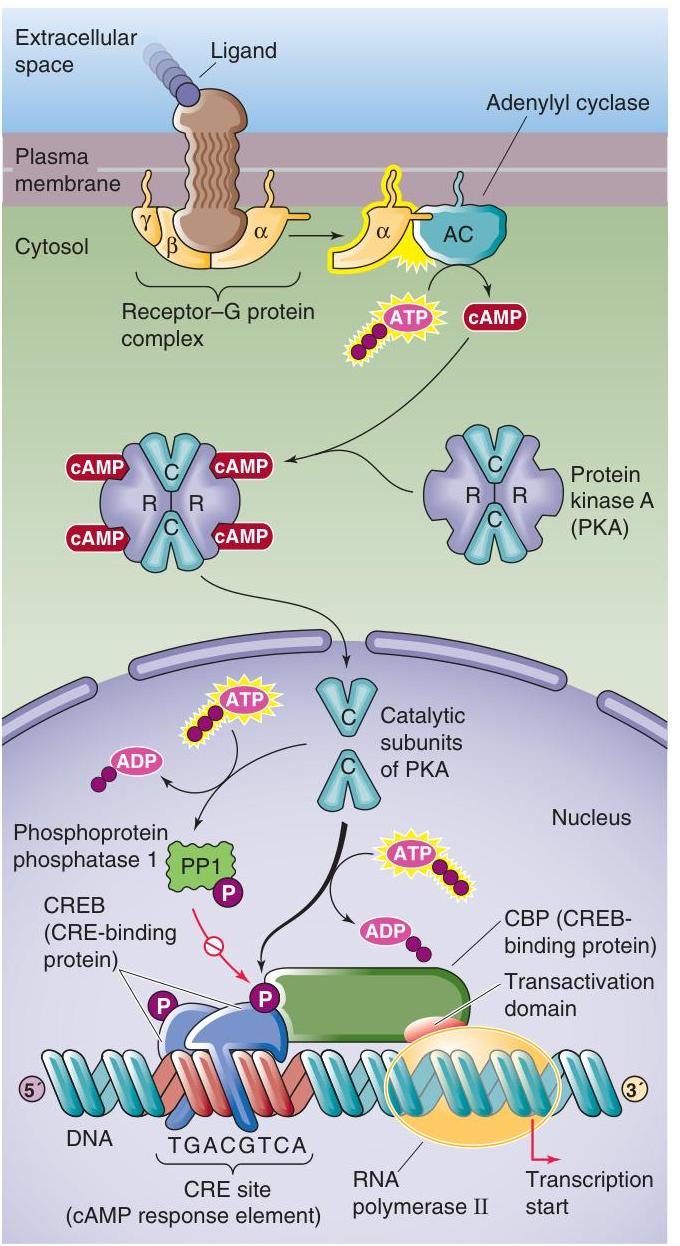 Extracellular
space
Ligand
Adenylyl cyclase
Plasma
membrane
γ
β
α
α
AC
Cytosol
Receptor–G protein
complex
ATP
cAMP
cAMP
C
cAMP
R
R
cAMP
C
cAMP
C
R
R
C
Protein
kinase A
(PKA)
ATP
C
Catalytic
subunits
of PKA
C
ADP
Nucleus
Phosphoprotein
phosphatase 1
PP1
P
ATP
ADP
CREB
(CRE-binding
protein)
CBP (CREB-
binding protein)
Transactivation
domain
P
P
5´
3´
DNA
TGACGTCA
CRE site
(cAMP response element)
RNA
polymerase II
Transcription
start